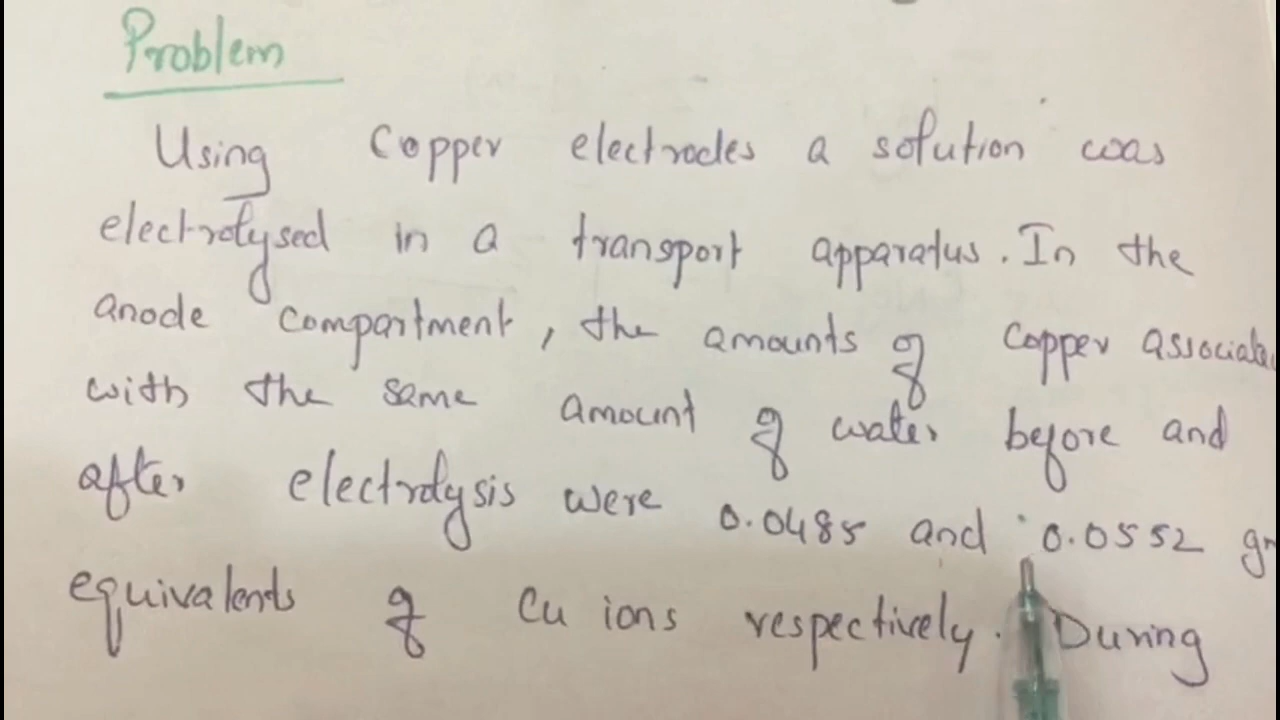 Problem
Using Copper electrodes a solution was
electrolysed in a transport apparatus. In the
anode compartment, the amounts of Copper associate
with the same amount of water before and
after electrolysis were 0.0485 and 0.0552 gr
equivalents of Cu ions respectively. During